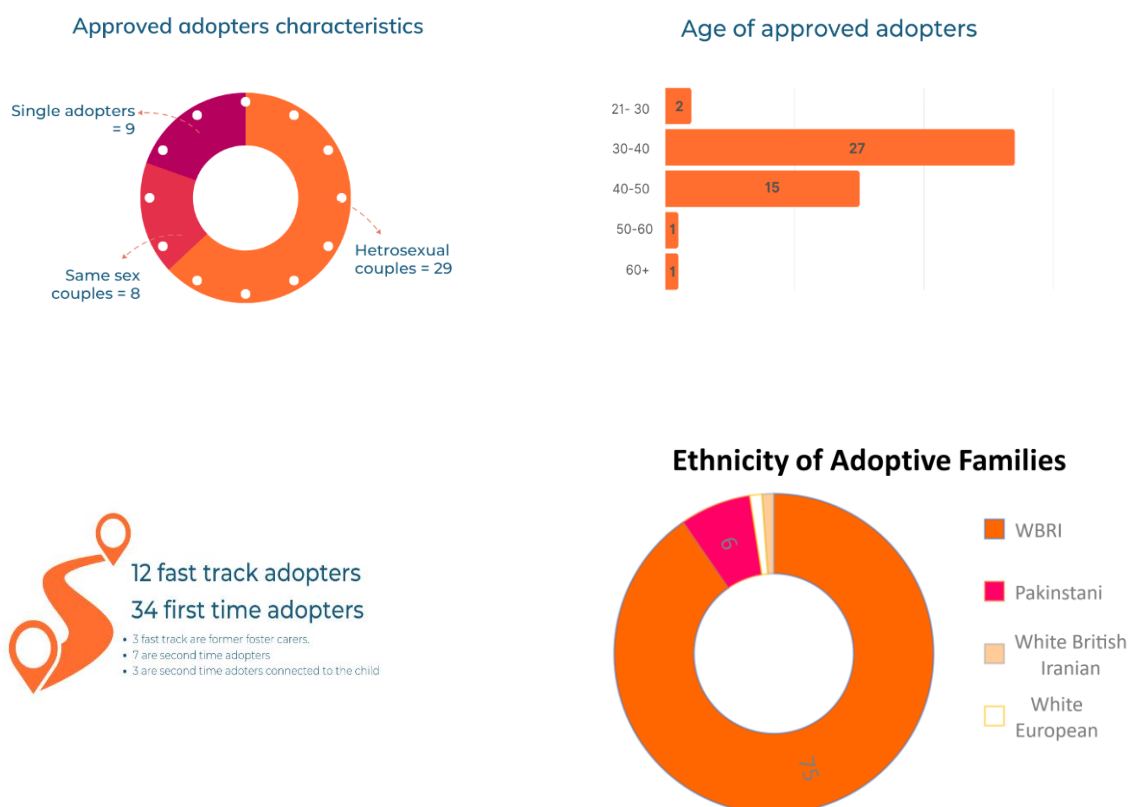 Approved adopters characteristics
Single adopters
= 9
Same sex
couples = 8
Hetrosexual
couples = 29
Age of approved adopters
21- 30
2
30-40
27
40-50
15
50-60
1
60+
1
12 fast track adopters
34 first time adopters
• 3 fast track are former foster carers.
• 7 are second time adopters
• 3 are second time adoters connected to the child
Ethnicity of Adoptive Families
6
75
WBRI
Pakinstani
White British
Iranian
White
European